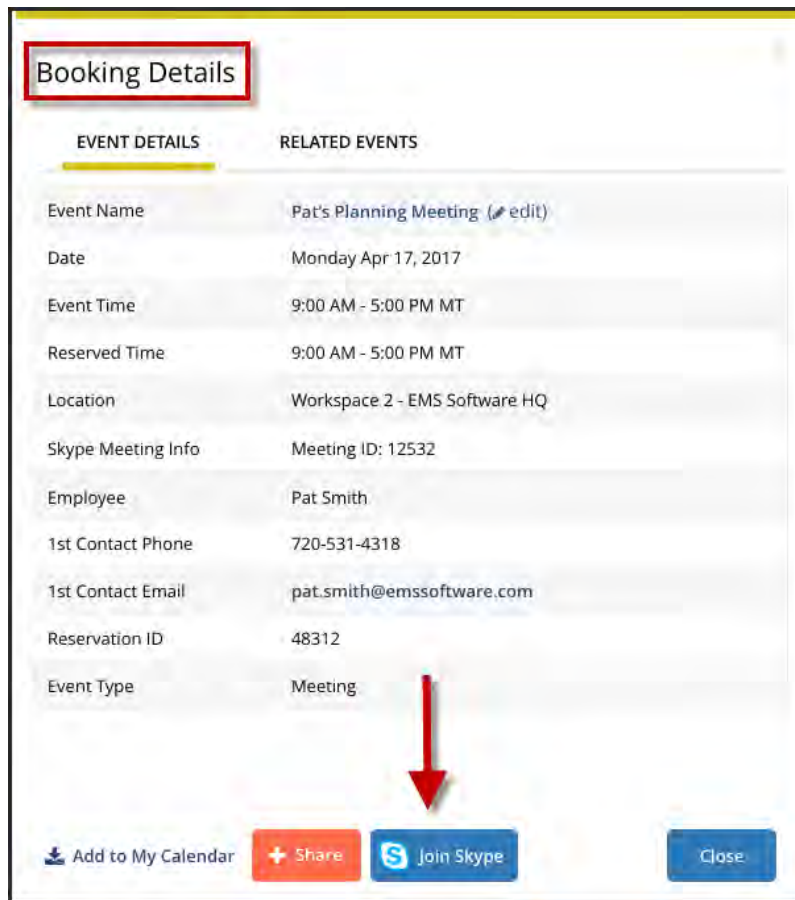 Booking Details
EVENT DETAILS RELATED EVENTS
Event Name Pat's Planning Meeting (edit)
Date Monday Apr 17, 2017
Event Time 9:00 AM - 5:00 PM MT
Reserved Time 9:00 AM - 5:00 PM MT
Location Workspace 2 - EMS Software HQ
Skype Meeting Info Meeting ID: 12532
Employee Pat Smith
1st Contact Phone 720-531-4318
1st Contact Email pat.smith@emssoftware.com
Reservation ID 48312
Event Type Meeting
Add to My Calendar + Share Join Skype Close